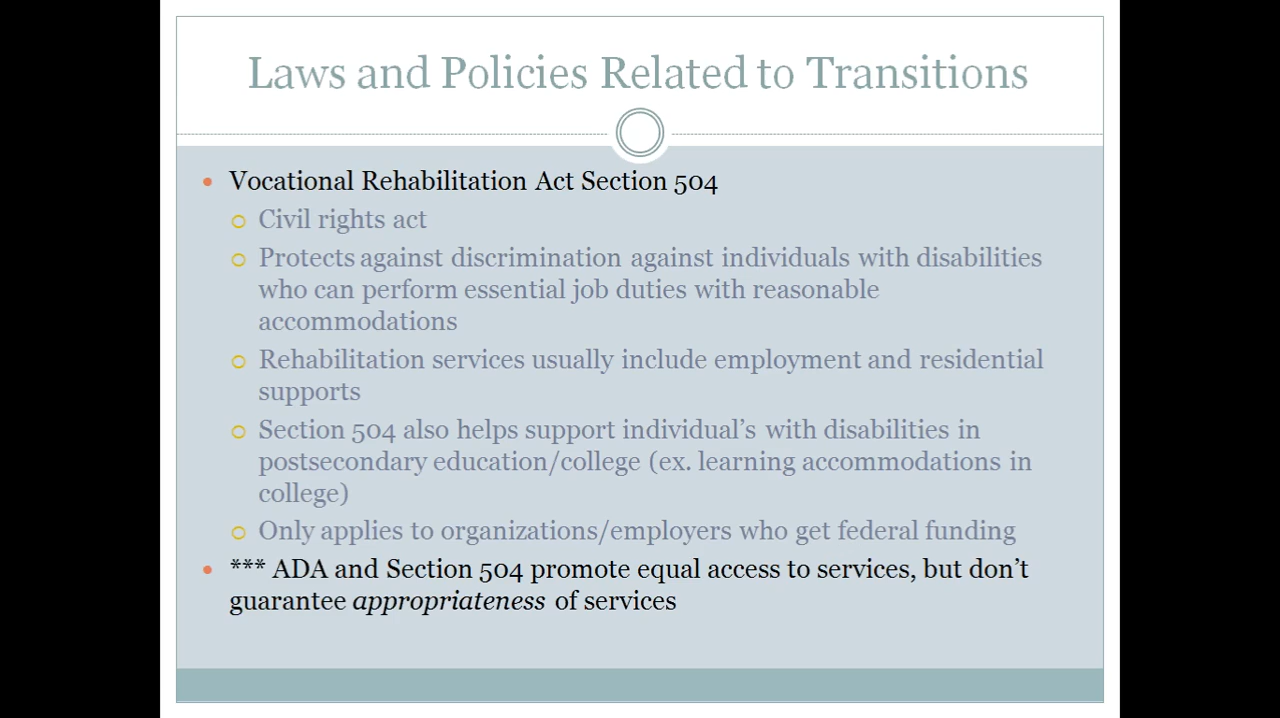 Laws and Policies Related to Transitions
• Vocational Rehabilitation Act Section 504
○ Civil rights act
○ Protects against discrimination against individuals with disabilities
who can perform essential job duties with reasonable
accommodations
○ Rehabilitation services usually include employment and residential
supports
○ Section 504 also helps support individual's with disabilities in
postsecondary education/college (ex. learning accommodations in
college)
○ Only applies to organizations/employers who get federal funding
• *** ADA and Section 504 promote equal access to services, but don't
guarantee appropriateness of services